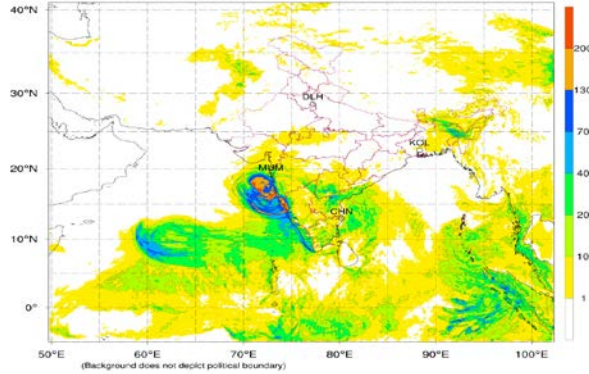 40°N
30°N
20°N
10°N
0°
50°E
60°E
70°E
80°E
90°E
100°E
DLH
KOL
MUM
CHN
200
130
70
40
20
10
1
(Background does not depict political boundary)